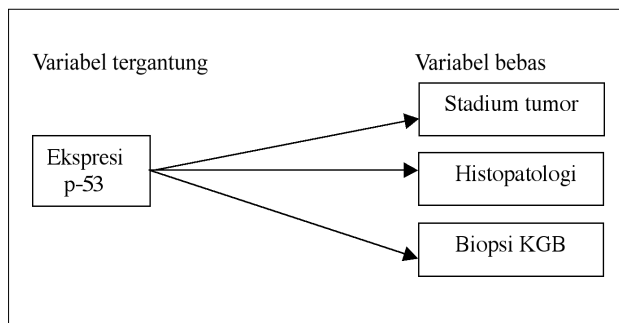 Variabel tergantung
Variabel bebas
Stadium tumor
Ekspresi
p-53
Histopatologi
Biopsi KGB